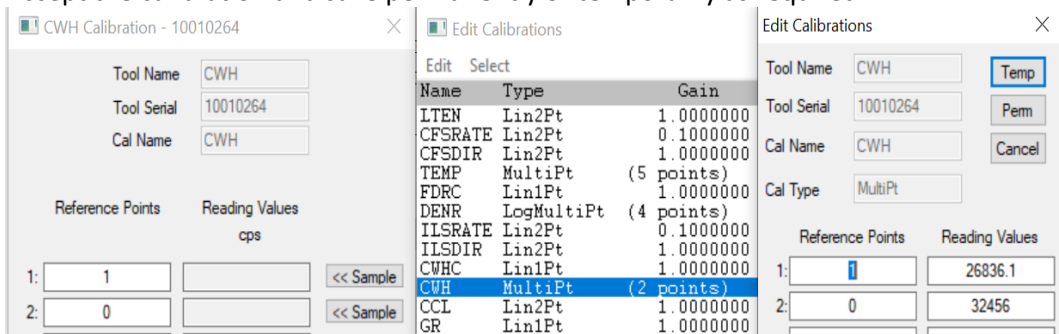 CWH Calibration - 10010264
Tool Name CWH
Tool Serial 10010264
Cal Name CWH
Reference Points Reading Values
cps
1: 1 << Sample
2: 0 << Sample
Edit Calibrations
Edit Select
Name Type Gain
LTEN Lin2Pt 1.0000000
CFSRATE Lin2Pt 0.1000000
CFSDIR Lin2Pt 1.0000000
TEMP MultiPt (5 points)
FDRC Lin1Pt 1.0000000
DENR LogMultiPt (4 points)
ILSRATE Lin2Pt 0.1000000
ILSDIR Lin2Pt 1.0000000
CWHC Lin1Pt 1.0000000
CWH MultiPt (2 points)
CCL Lin2Pt 1.0000000
GR Lin1Pt 1.0000000
Edit Calibrations
Tool Name CWH Temp
Tool Serial 10010264 Perm
Cal Name CWH Cancel
Cal Type MultiPt
Reference Points Reading Values
1: 1 26836.1
2: 0 32456